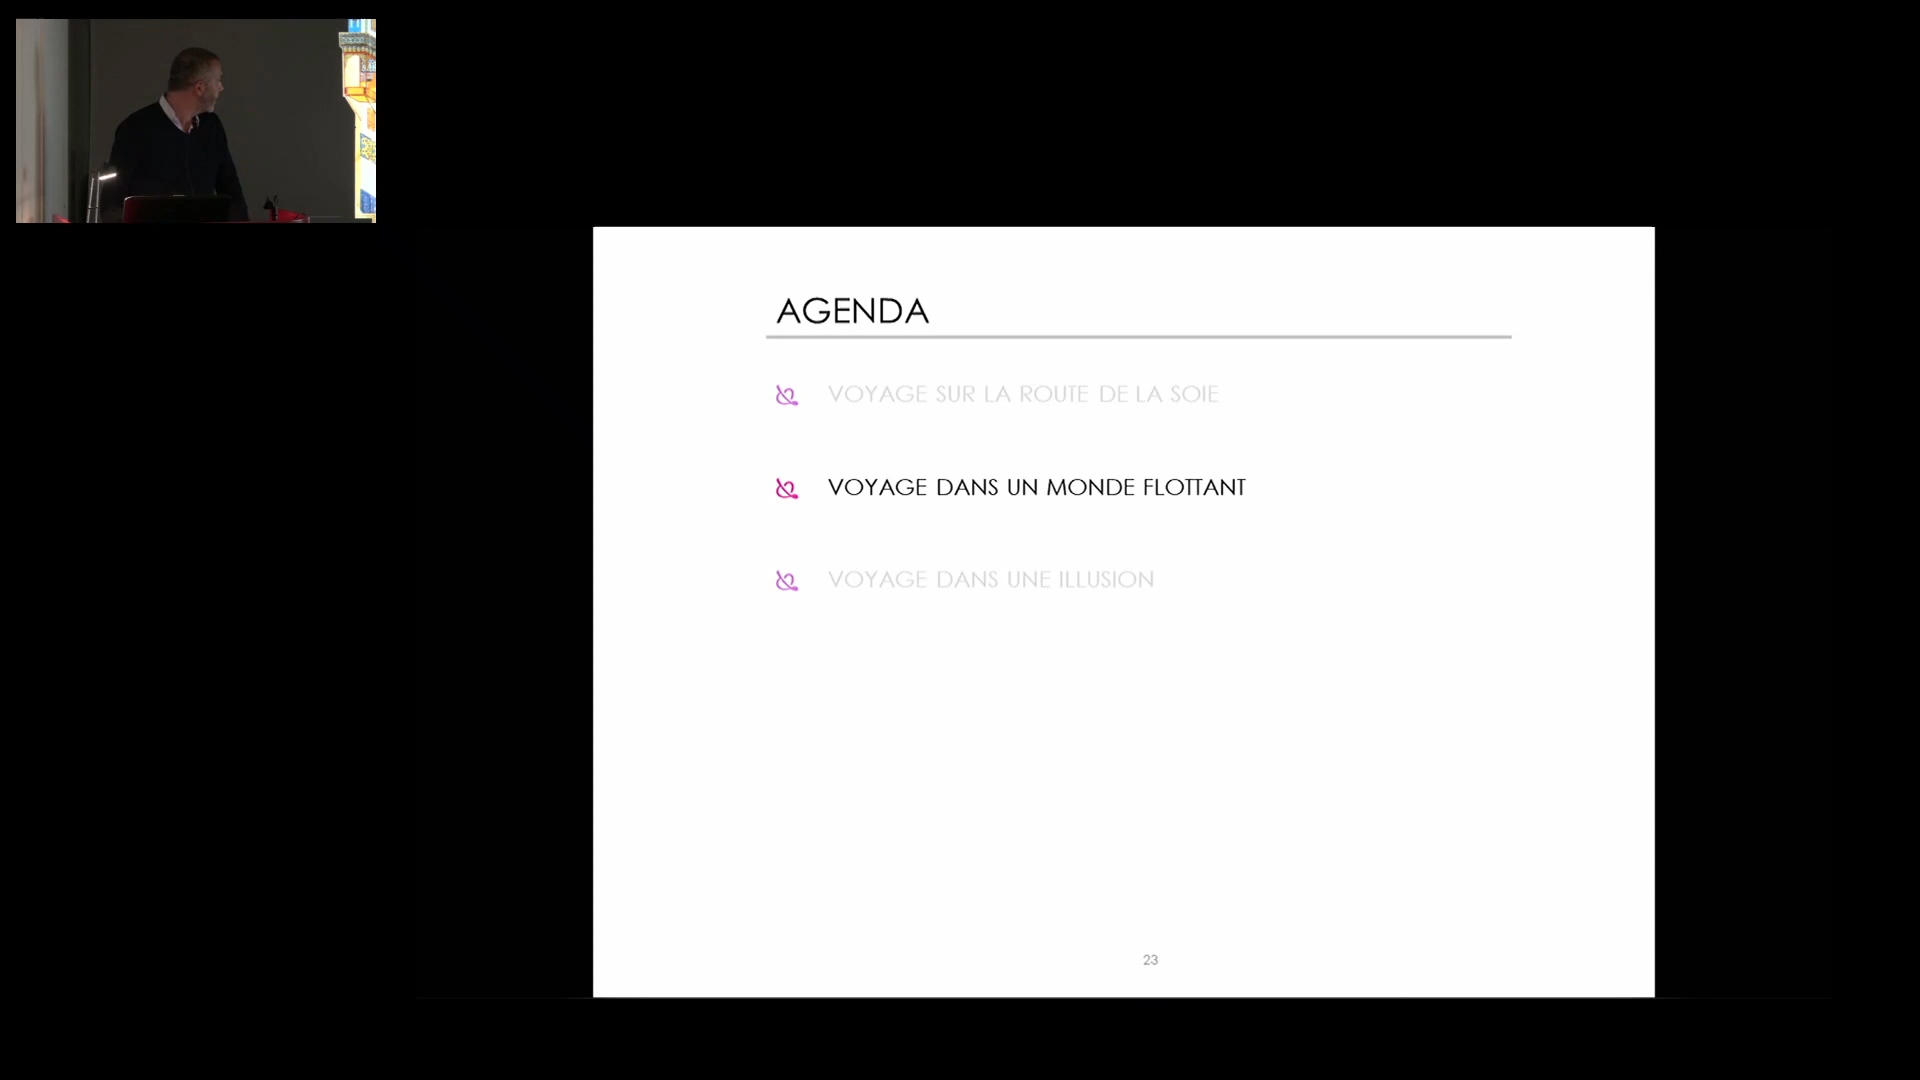 AGENDA
VOYAGE SUR LA ROUTE DE LA SOIE
VOYAGE DANS UN MONDE FLOTTANT
VOYAGE DANS UNE ILLUSION
23